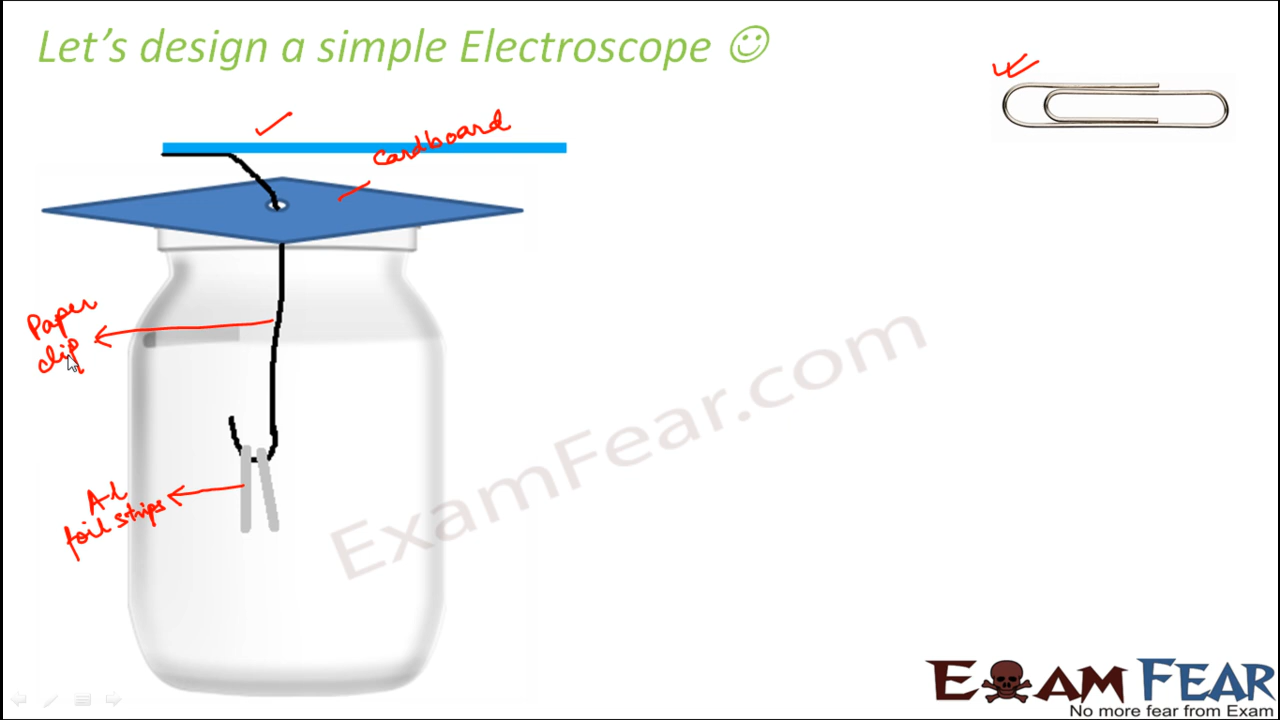 Let's design a simple Electroscope ☺
Cardboard
Paper
clip
Al
foil strips
ExamFear.com
EXAM FEAR
No more fear from Exam